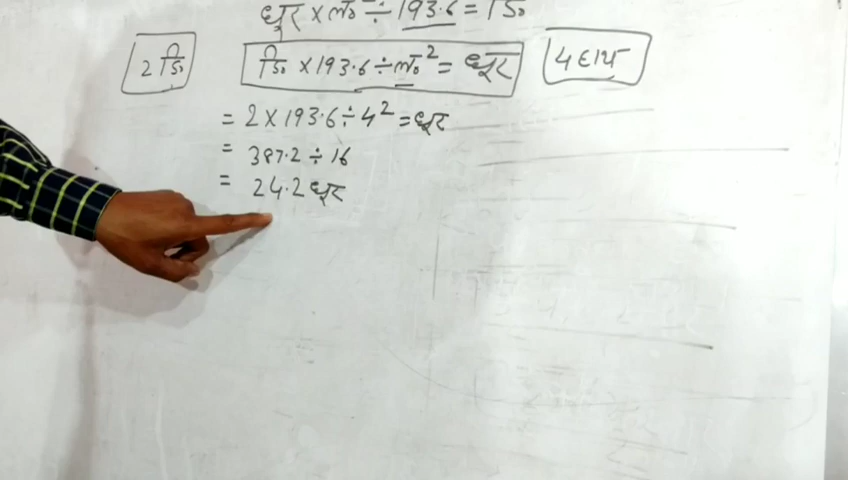 धुर × ल० ÷ 193.6 = डि०
2 डि० डि० × 193.6 ÷ ल०² = धुर 4 हाथ
= 2 × 193.6 ÷ 4² = धुर
= 387.2 ÷ 16
= 24.2 धुर